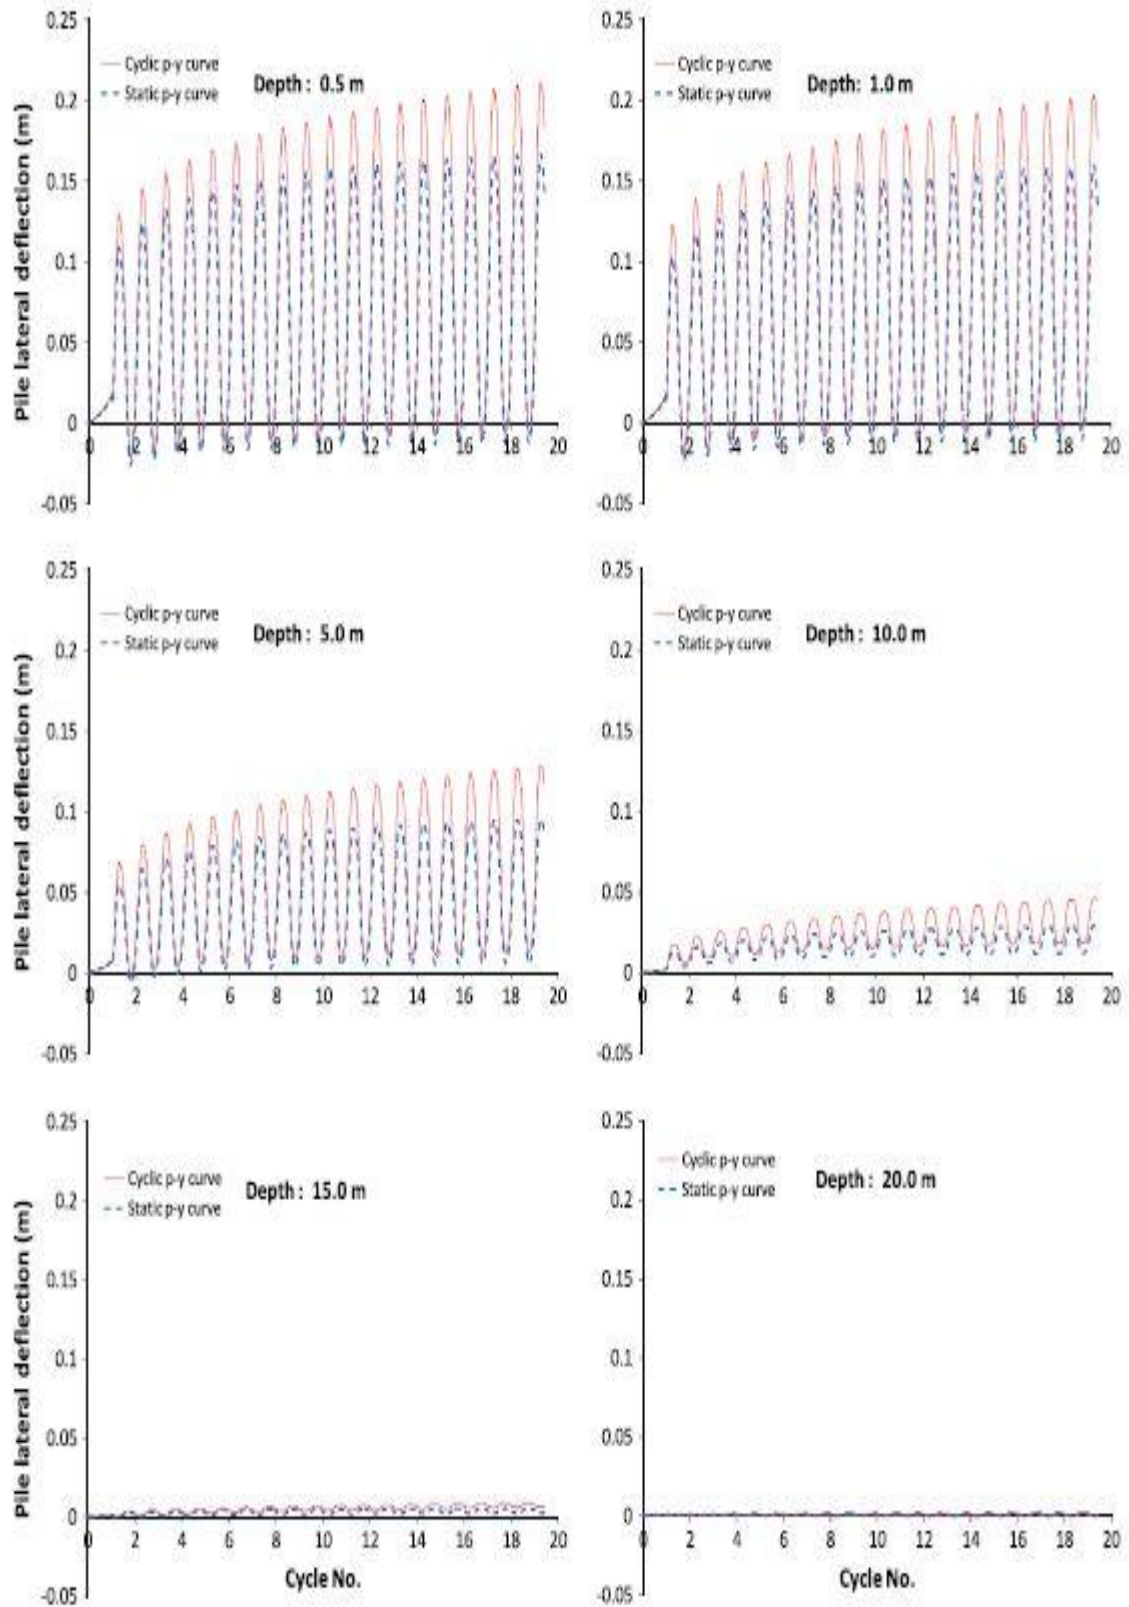 0.25
0.2
0.15
0.1
0.05
0
-0.05
Cyclic p-y curve
Static p-y curve
Depth : 0.5 m
Pile lateral deflection (m)
0 2 4 6 8 10 12 14 16 18 20
0.25
0.2
0.15
0.1
0.05
0
-0.05
Cyclic p-y curve
Static p-y curve
Depth: 1.0 m
0 2 4 6 8 10 12 14 16 18 20
0.25
0.2
0.15
0.1
0.05
0
-0.05
Cyclic p-y curve
Static p-y curve
Depth : 5.0 m
Pile lateral deflection (m)
0 2 4 6 8 10 12 14 16 18 20
0.25
0.2
0.15
0.1
0.05
0
-0.05
Cyclic p-y curve
Static p-y curve
Depth : 10.0 m
0 2 4 6 8 10 12 14 16 18 20
0.25
0.2
0.15
0.1
0.05
0
-0.05
Cyclic p-y curve
Static p-y curve
Depth : 15.0 m
Pile lateral deflection (m)
0 2 4 6 8 10 12 14 16 18 20
Cycle No.
0.25
0.2
0.15
0.1
0.05
0
-0.05
Cyclic p-y curve
Static p-y curve
Depth : 20.0 m
0 2 4 6 8 10 12 14 16 18 20
Cycle No.